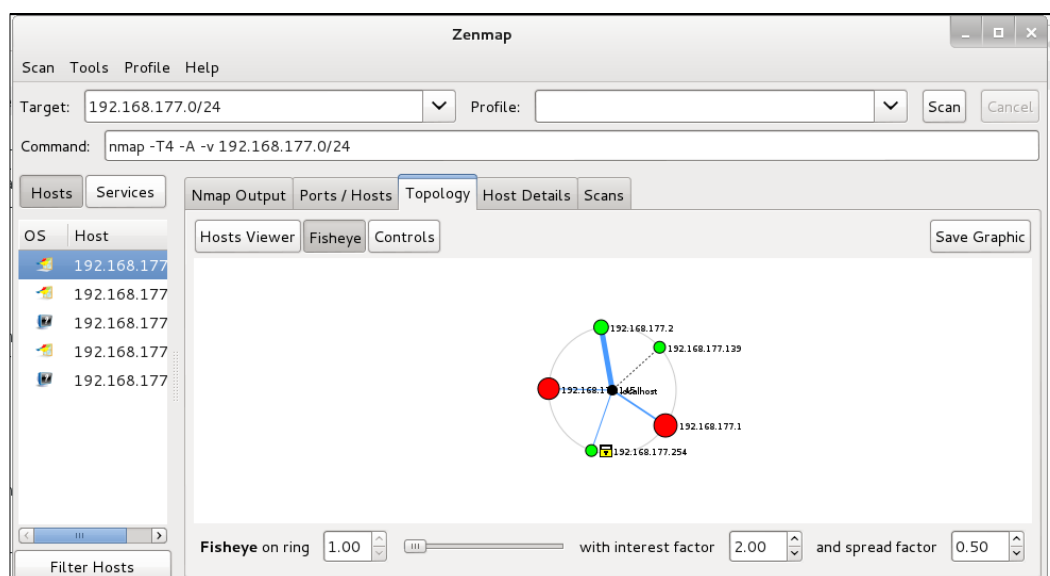 Zenmap
Scan Tools Profile Help
Target: 192.168.177.0/24 Profile: Scan Cancel
Command: nmap -T4 -A -v 192.168.177.0/24
Hosts Services
Nmap Output Ports / Hosts Topology Host Details Scans
OS Host
192.168.177
192.168.177
192.168.177
192.168.177
192.168.177
Filter Hosts
Hosts Viewer Fisheye Controls Save Graphic
192.168.177.2
192.168.177.139
localhost
192.168.177.1
192.168.177.254
Fisheye on ring 1.00 with interest factor 2.00 and spread factor 0.50